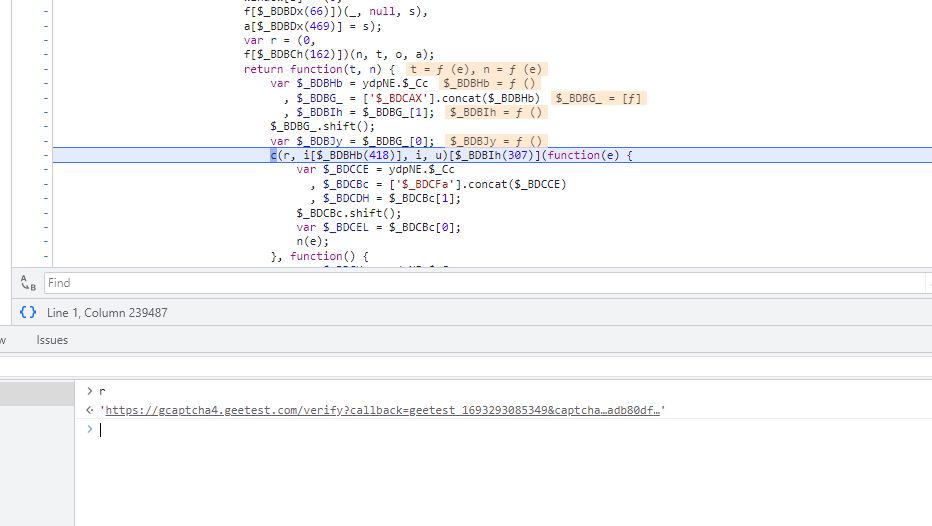 f[$_BDBDx(66)])(_, null, s),
a[$_BDBDx(469)] = s);
var r = (0,
f[$_BDBCh(162)])(n, t, o, a);
return function(t, n) { t = ƒ (e), n = ƒ (e)
var $_BDBHb = ydpNE.$_Cc $_BDBHb = ƒ ()
, $_BDBG_ = ['$_BDCAX'].concat($_BDBHb) $_BDBG_ = [ƒ]
, $_BDBIh = $_BDBG_[1]; $_BDBIh = ƒ ()
$_BDBG_.shift();
var $_BDBJy = $_BDBG_[0]; $_BDBJy = ƒ ()
c(r, i[$_BDBHb(418)], i, u)[$_BDBIh(307)](function(e) {
var $_BDCCE = ydpNE.$_Cc
, $_BDCBc = ['$_BDCFa'].concat($_BDCCE)
, $_BDCDH = $_BDCBc[1];
$_BDCBc.shift();
var $_BDCEL = $_BDCBc[0];
n(e);
}, function() {
A
B
Find
{} Line 1, Column 239487
w Issues
> r
'https://gcaptcha4.geetest.com/verify?callback=geetest_1693293085349&captcha…adb80df…'
>